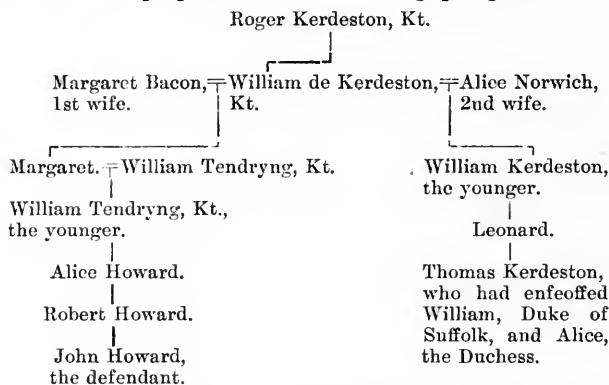 Roger Kerdeston, Kt.
Margaret Bacon, = William de Kerdeston, = Alice Norwich,
1st wife. Kt. 2nd wife.
Margaret. = William Tendryng, Kt.
William Tendryng, Kt.,
the younger.
Alice Howard.
Robert Howard.
John Howard,
the defendant.
William Kerdeston,
the younger.
Leonard.
Thomas Kerdeston,
who had enfeoffed
William, Duke of
Suffolk, and Alice,
the Duchess.